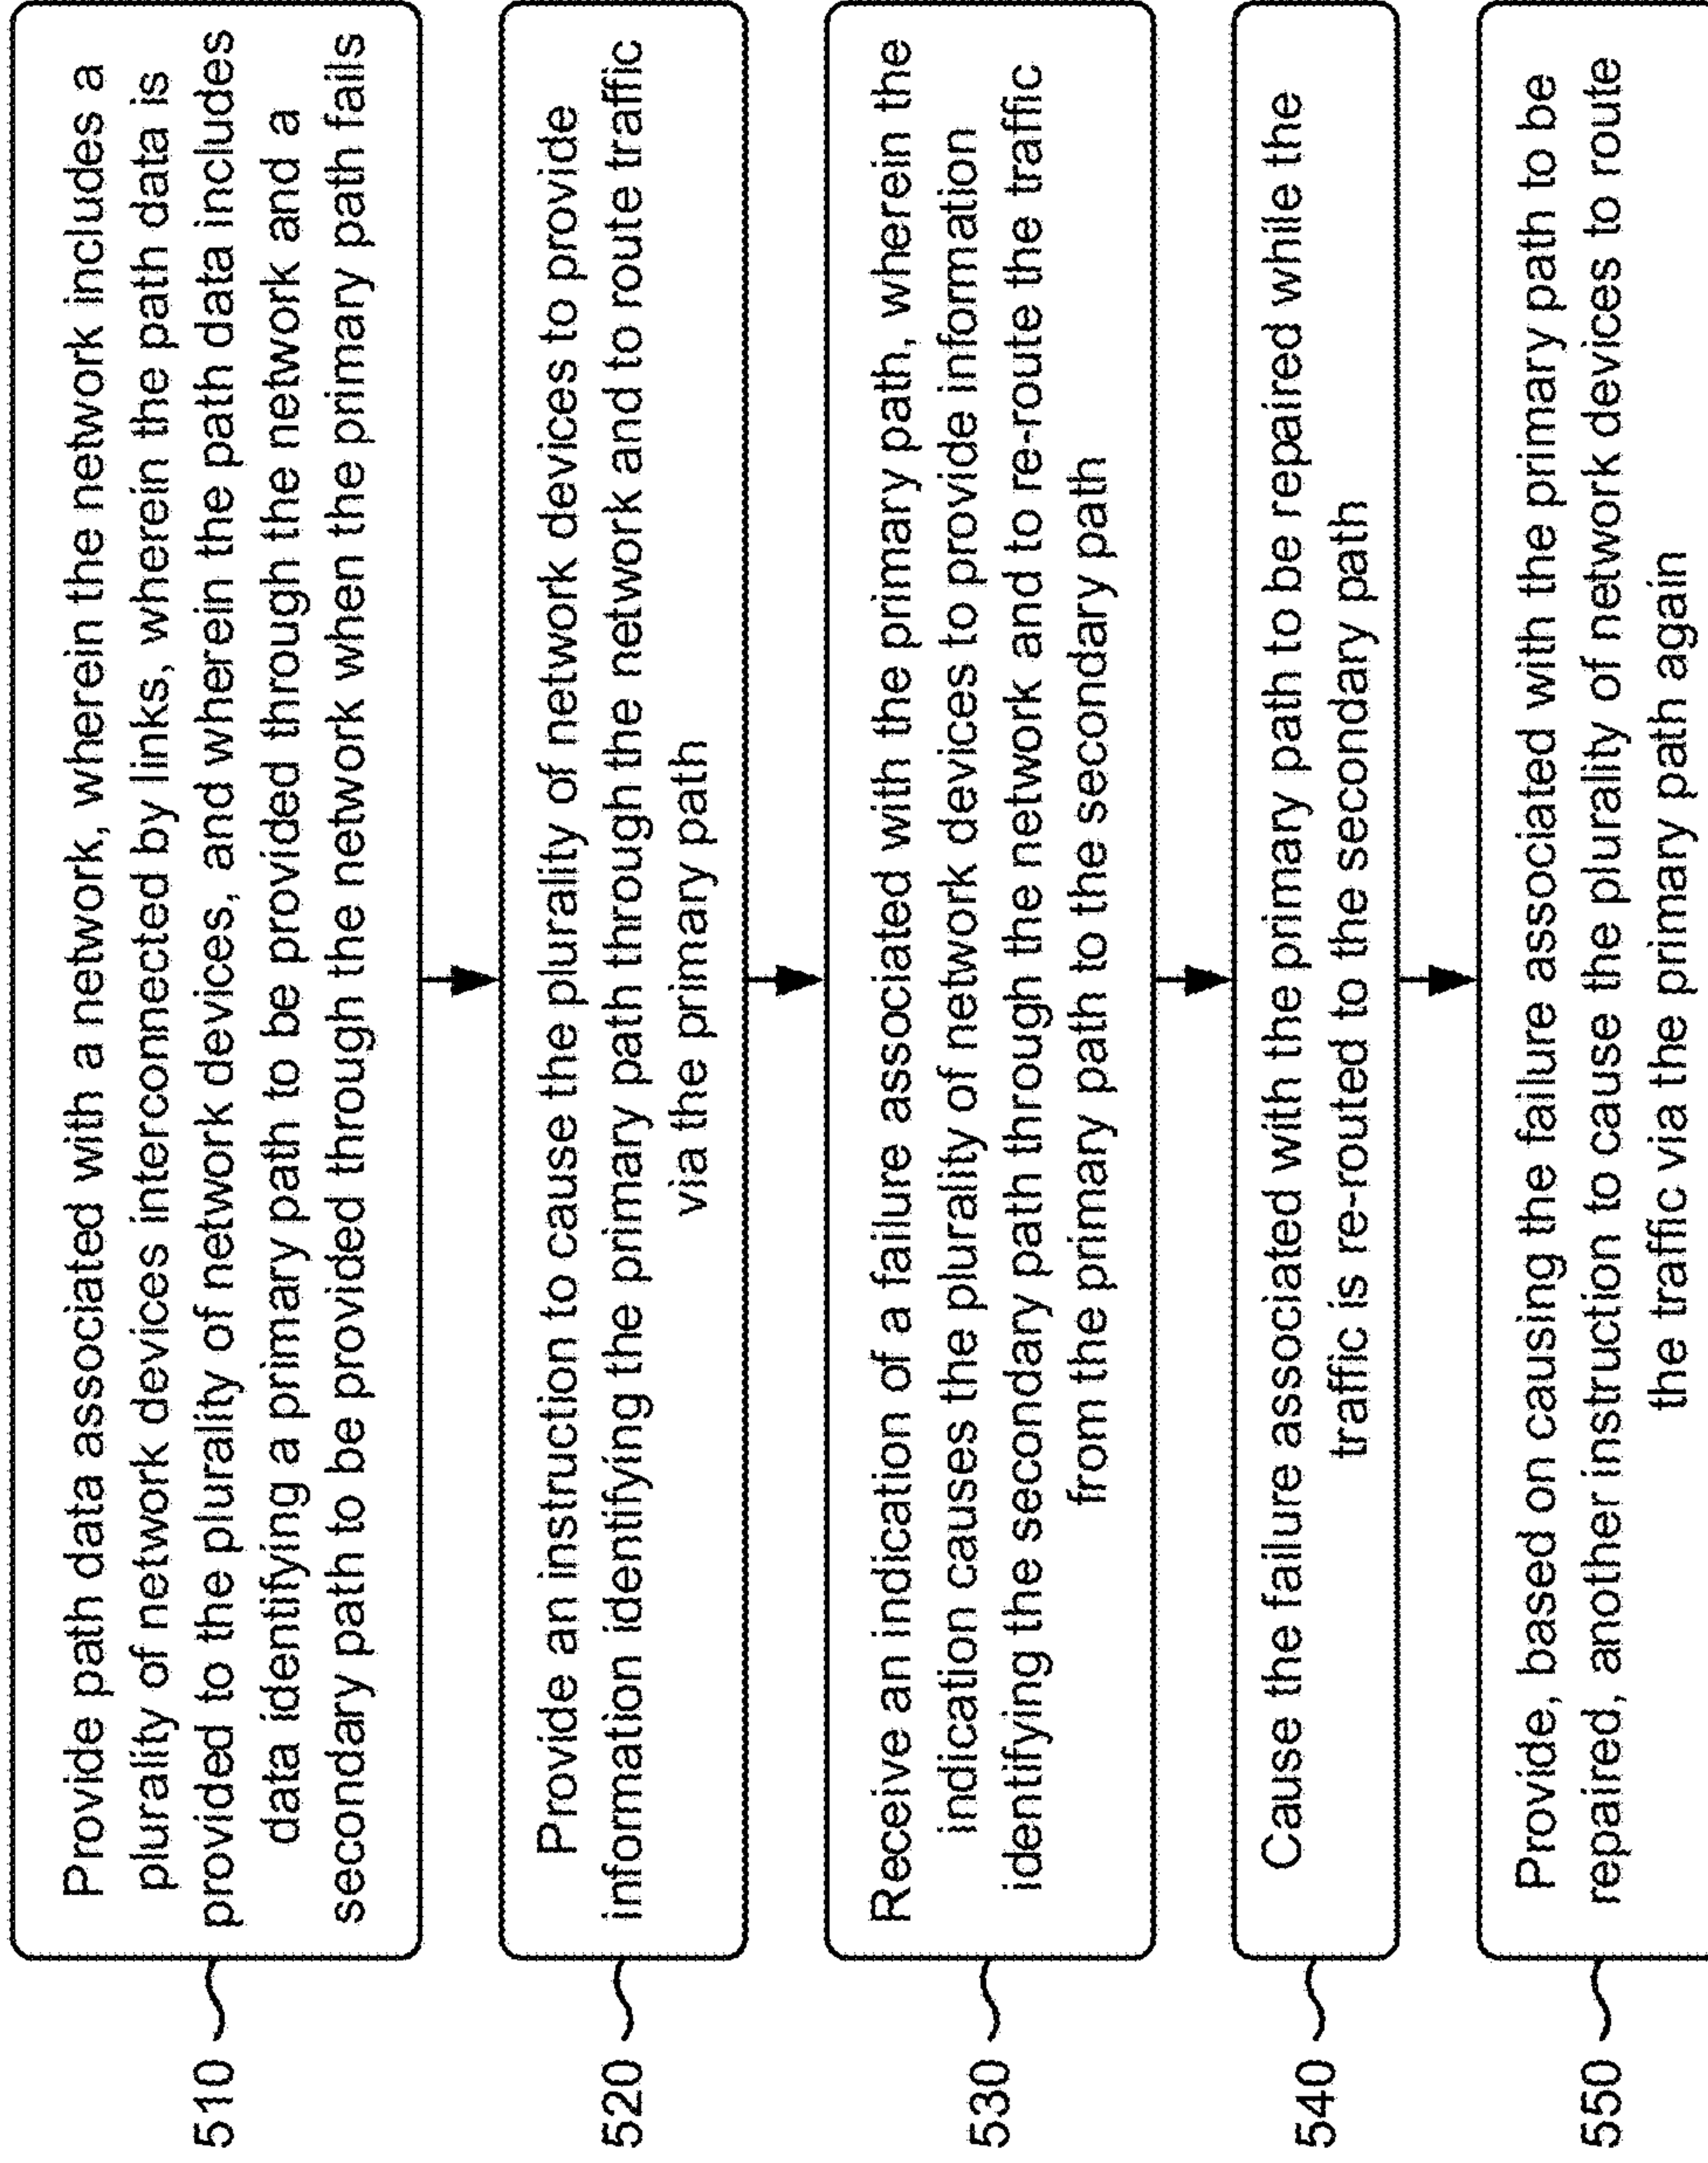 Provide path data associated with a network, wherein the network includes a
plurality of network devices interconnected by links, wherein the path data is
provided to the plurality of network devices, and wherein the path data includes
data identifying a primary path to be provided through the network and a
secondary path to be provided through the network when the primary path fails
510
Provide an instruction to cause the plurality of network devices to provide
information identifying the primary path through the network and to route traffic
via the primary path
520
Receive an indication of a failure associated with the primary path, wherein the
indication causes the plurality of network devices to provide information
identifying the secondary path through the network and to re-route the traffic
from the primary path to the secondary path
530
Cause the failure associated with the primary path to be repaired while the
traffic is re-routed to the secondary path
540
Provide, based on causing the failure associated with the primary path to be
repaired, another instruction to cause the plurality of network devices to route
the traffic via the primary path again
550